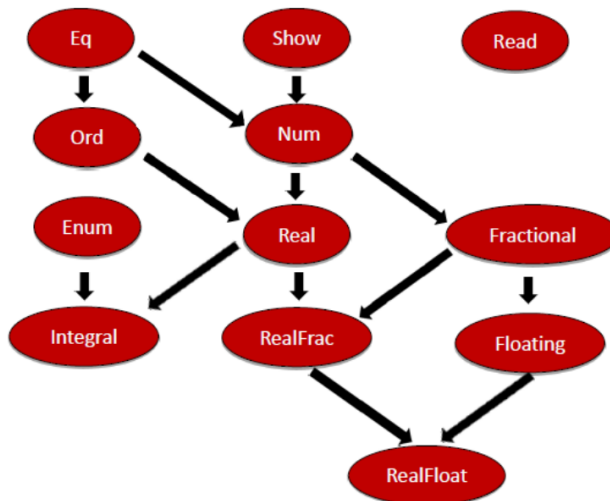 Eq
Show
Read
Ord
Num
Enum
Real
Fractional
Integral
RealFrac
Floating
RealFloat